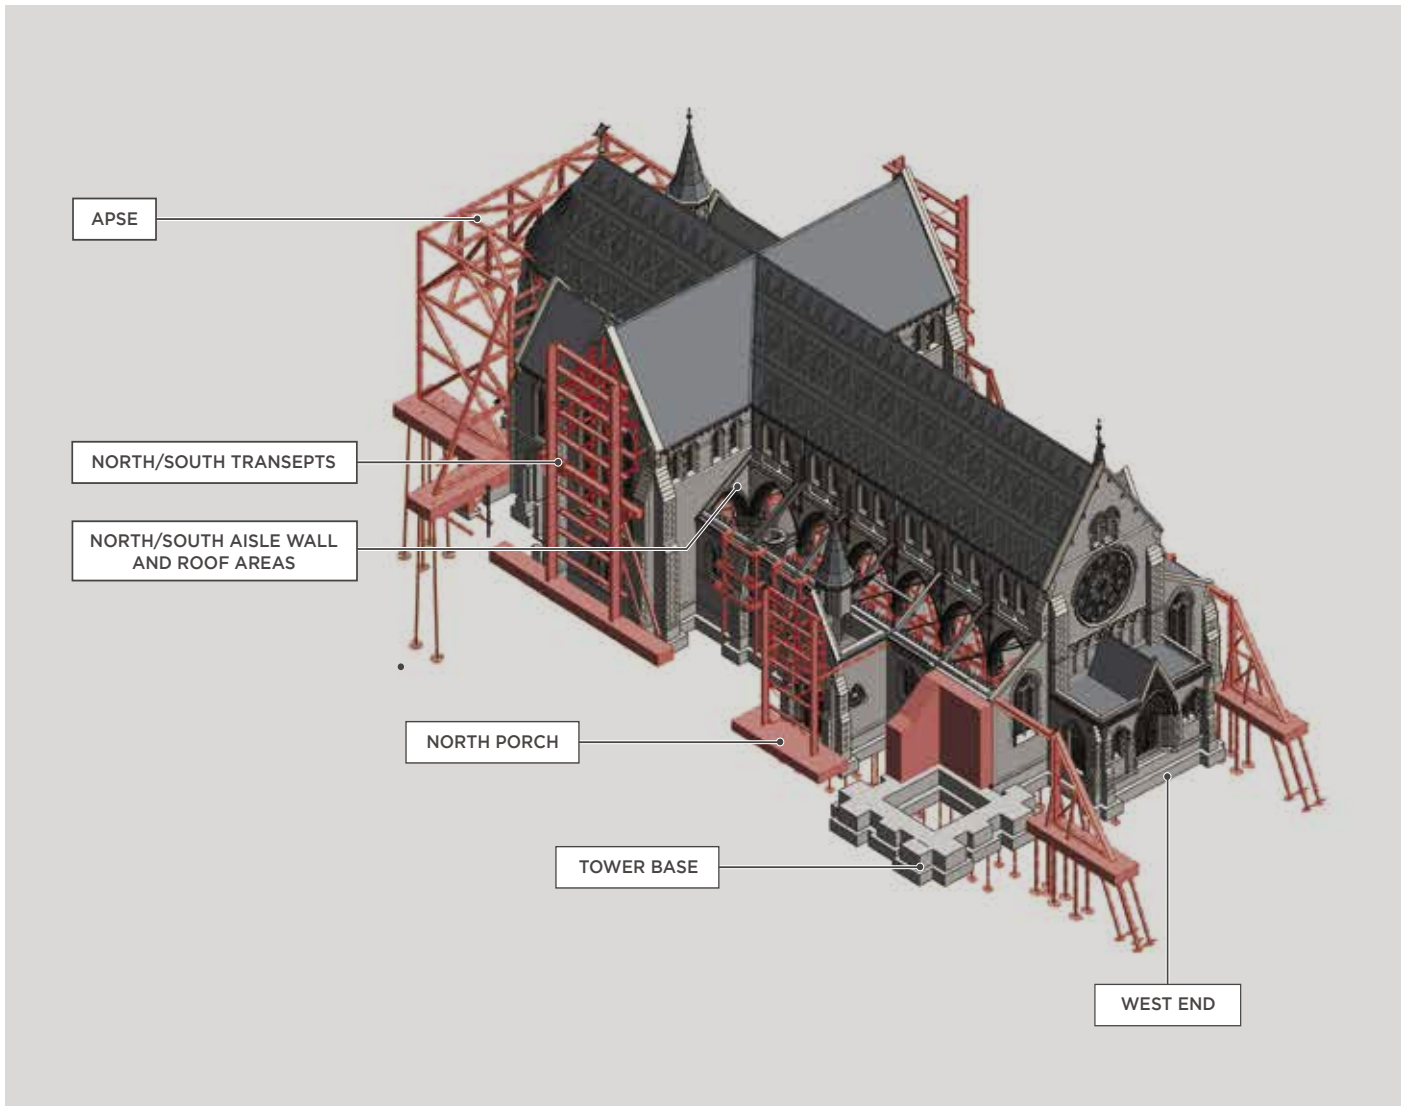 APSE
NORTH/SOUTH TRANSEPTS
NORTH/SOUTH AISLE WALL
AND ROOF AREAS
NORTH PORCH
TOWER BASE
WEST END